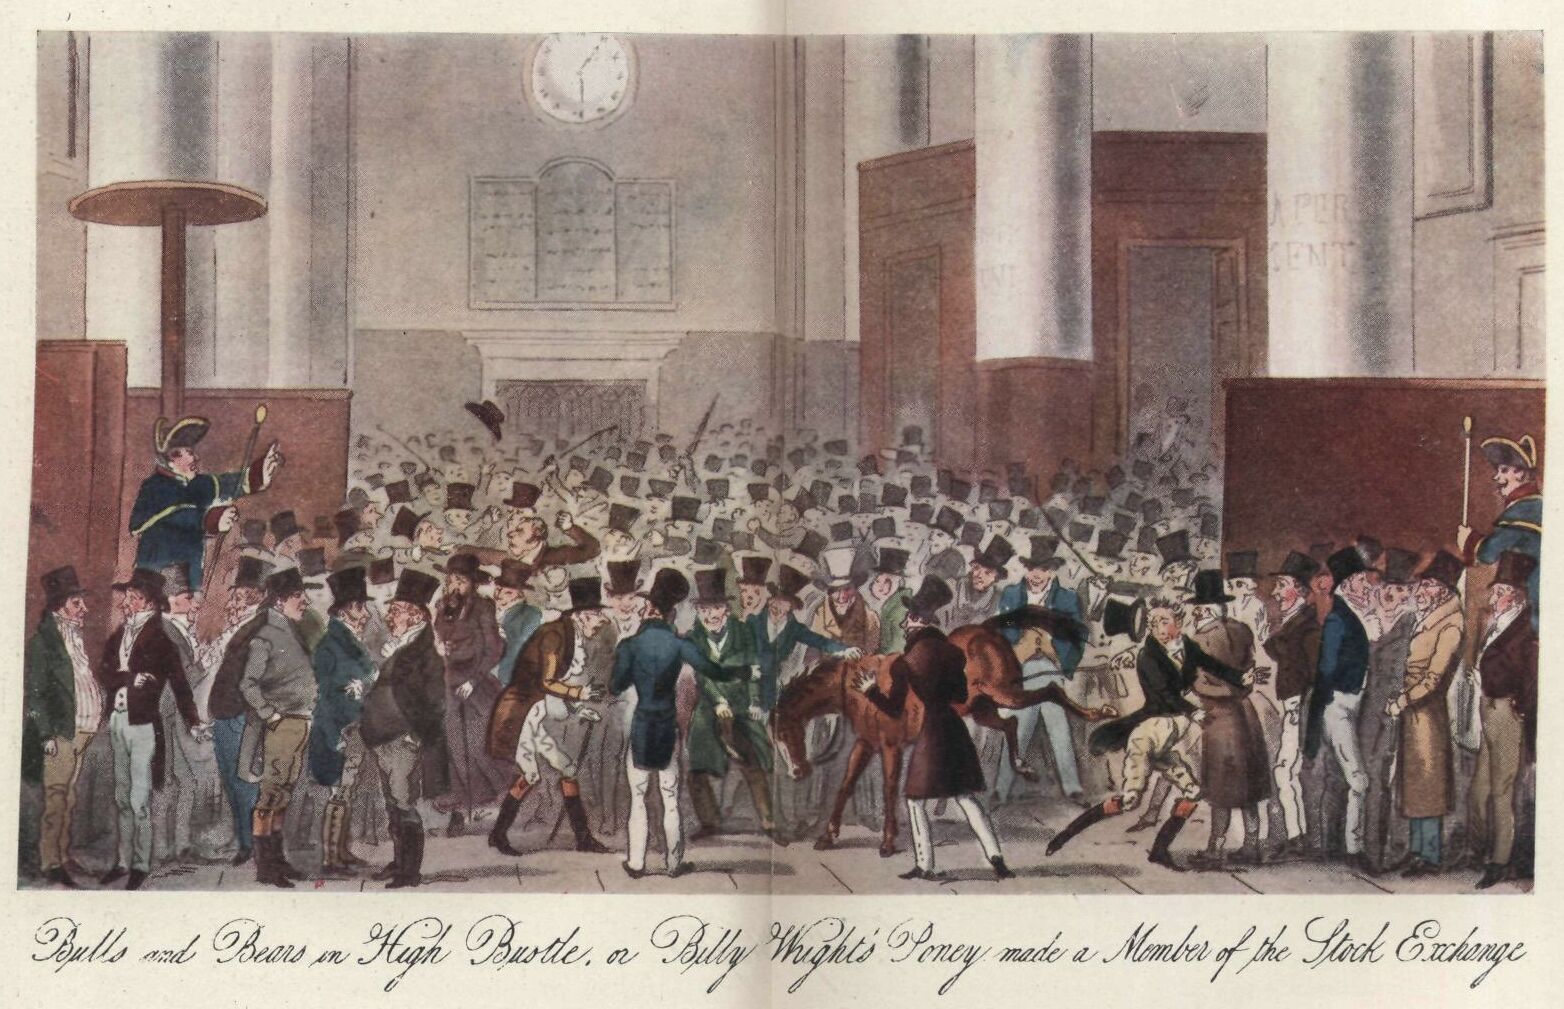 PER
CENT
Bulls and Bears in High Bustle, or Billy Wright's Poney made a Member of the Stock Exchange